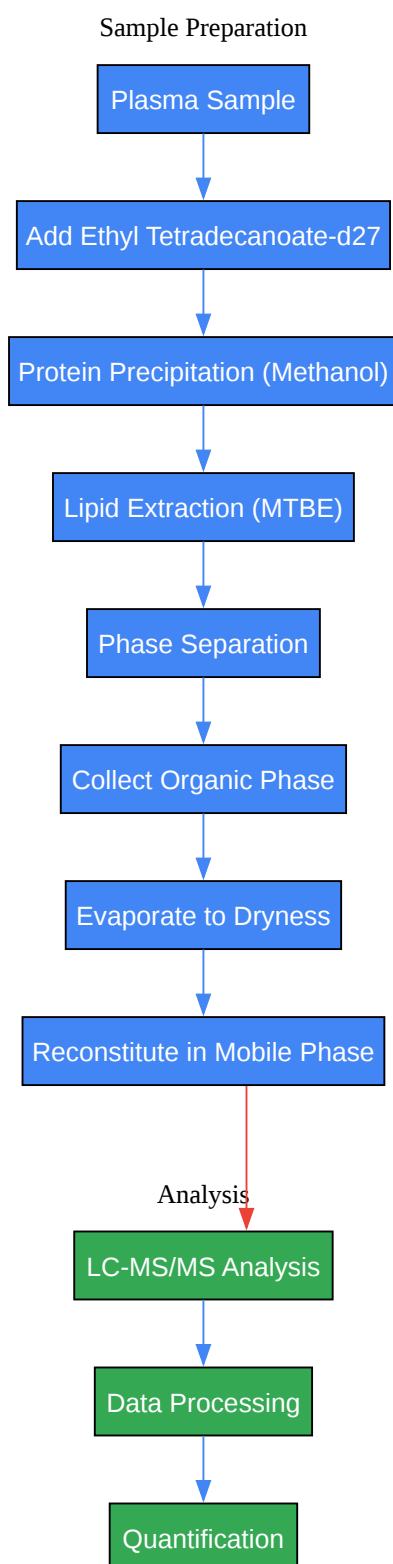 Sample Preparation
Plasma Sample
Add Ethyl Tetradecanoate-d27
Protein Precipitation (Methanol)
Lipid Extraction (MTBE)
Phase Separation
Collect Organic Phase
Evaporate to Dryness
Reconstitute in Mobile Phase
Analysis
LC-MS/MS Analysis
Data Processing
Quantification